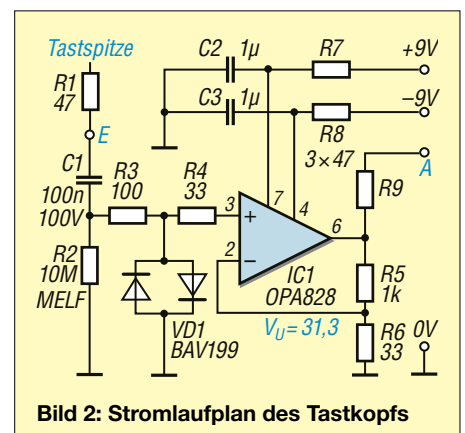 Tastspitze
R1
47
E
C1
100n
100V
R2
10M
MELF
R3
100
R4
33
C2 1µ
C3 1µ
R7
+9V
−9V
R8
3×47
A
R9
7
4
3
+
2
−
6
IC1
OPA828
VU=31,3
VD1
BAV199
R5
1k
R6
33
0V
Bild 2: Stromlaufplan des Tastkopfs